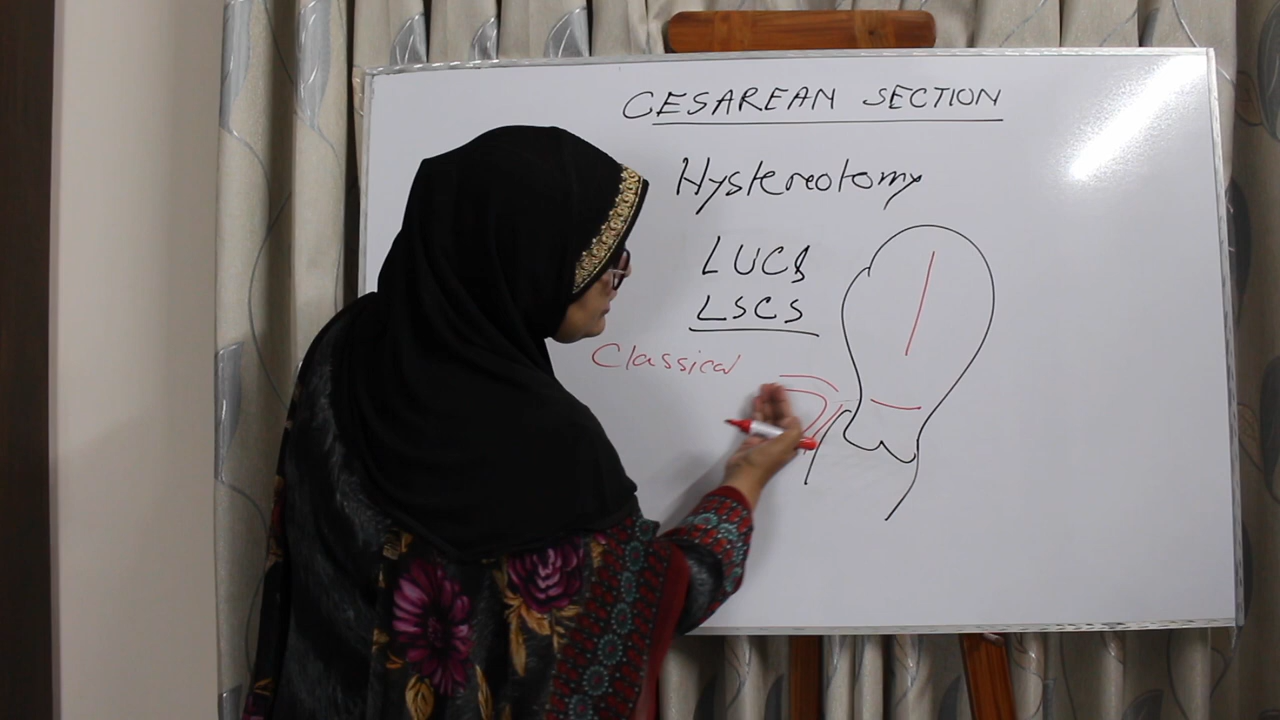 CESAREAN SECTION
Hystereotomy
LUCS
LSCS
Classical